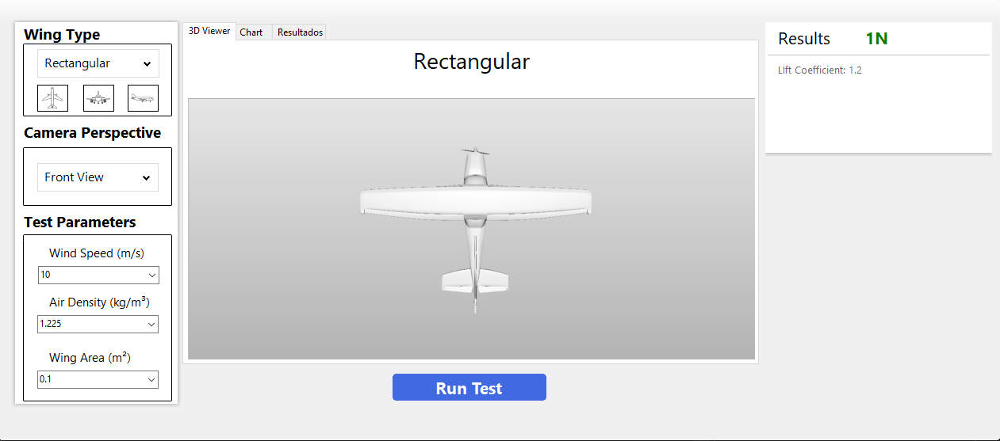 Wing Type
Rectangular
Camera Perspective
Front View
Test Parameters
Wind Speed (m/s)
10
Air Density (kg/m³)
1.225
Wing Area (m²)
0.1
3D Viewer Chart Resultados
Rectangular
Run Test
Results 1N
LIft Coefficient: 1.2